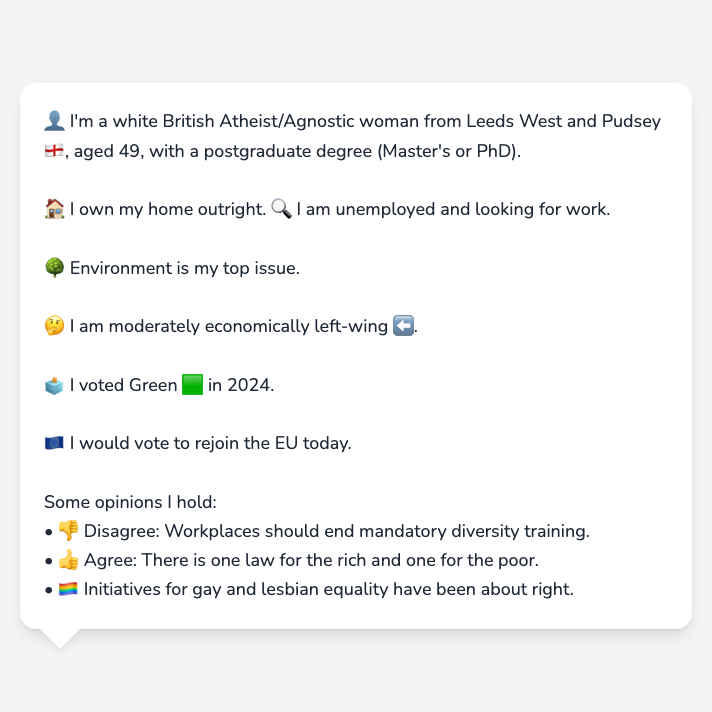 👤 I'm a white British Atheist/Agnostic woman from Leeds West and Pudsey
🏴󠁧󠁢󠁥󠁮󠁧󠁿, aged 49, with a postgraduate degree (Master's or PhD).
🏠 I own my home outright. 🔍 I am unemployed and looking for work.
🌳 Environment is my top issue.
🤔 I am moderately economically left-wing ⬅️.
🗳️ I voted Green 🟩 in 2024.
🇪🇺 I would vote to rejoin the EU today.
Some opinions I hold:
• 👎 Disagree: Workplaces should end mandatory diversity training.
• 👍 Agree: There is one law for the rich and one for the poor.
• 🏳️‍🌈 Initiatives for gay and lesbian equality have been about right.